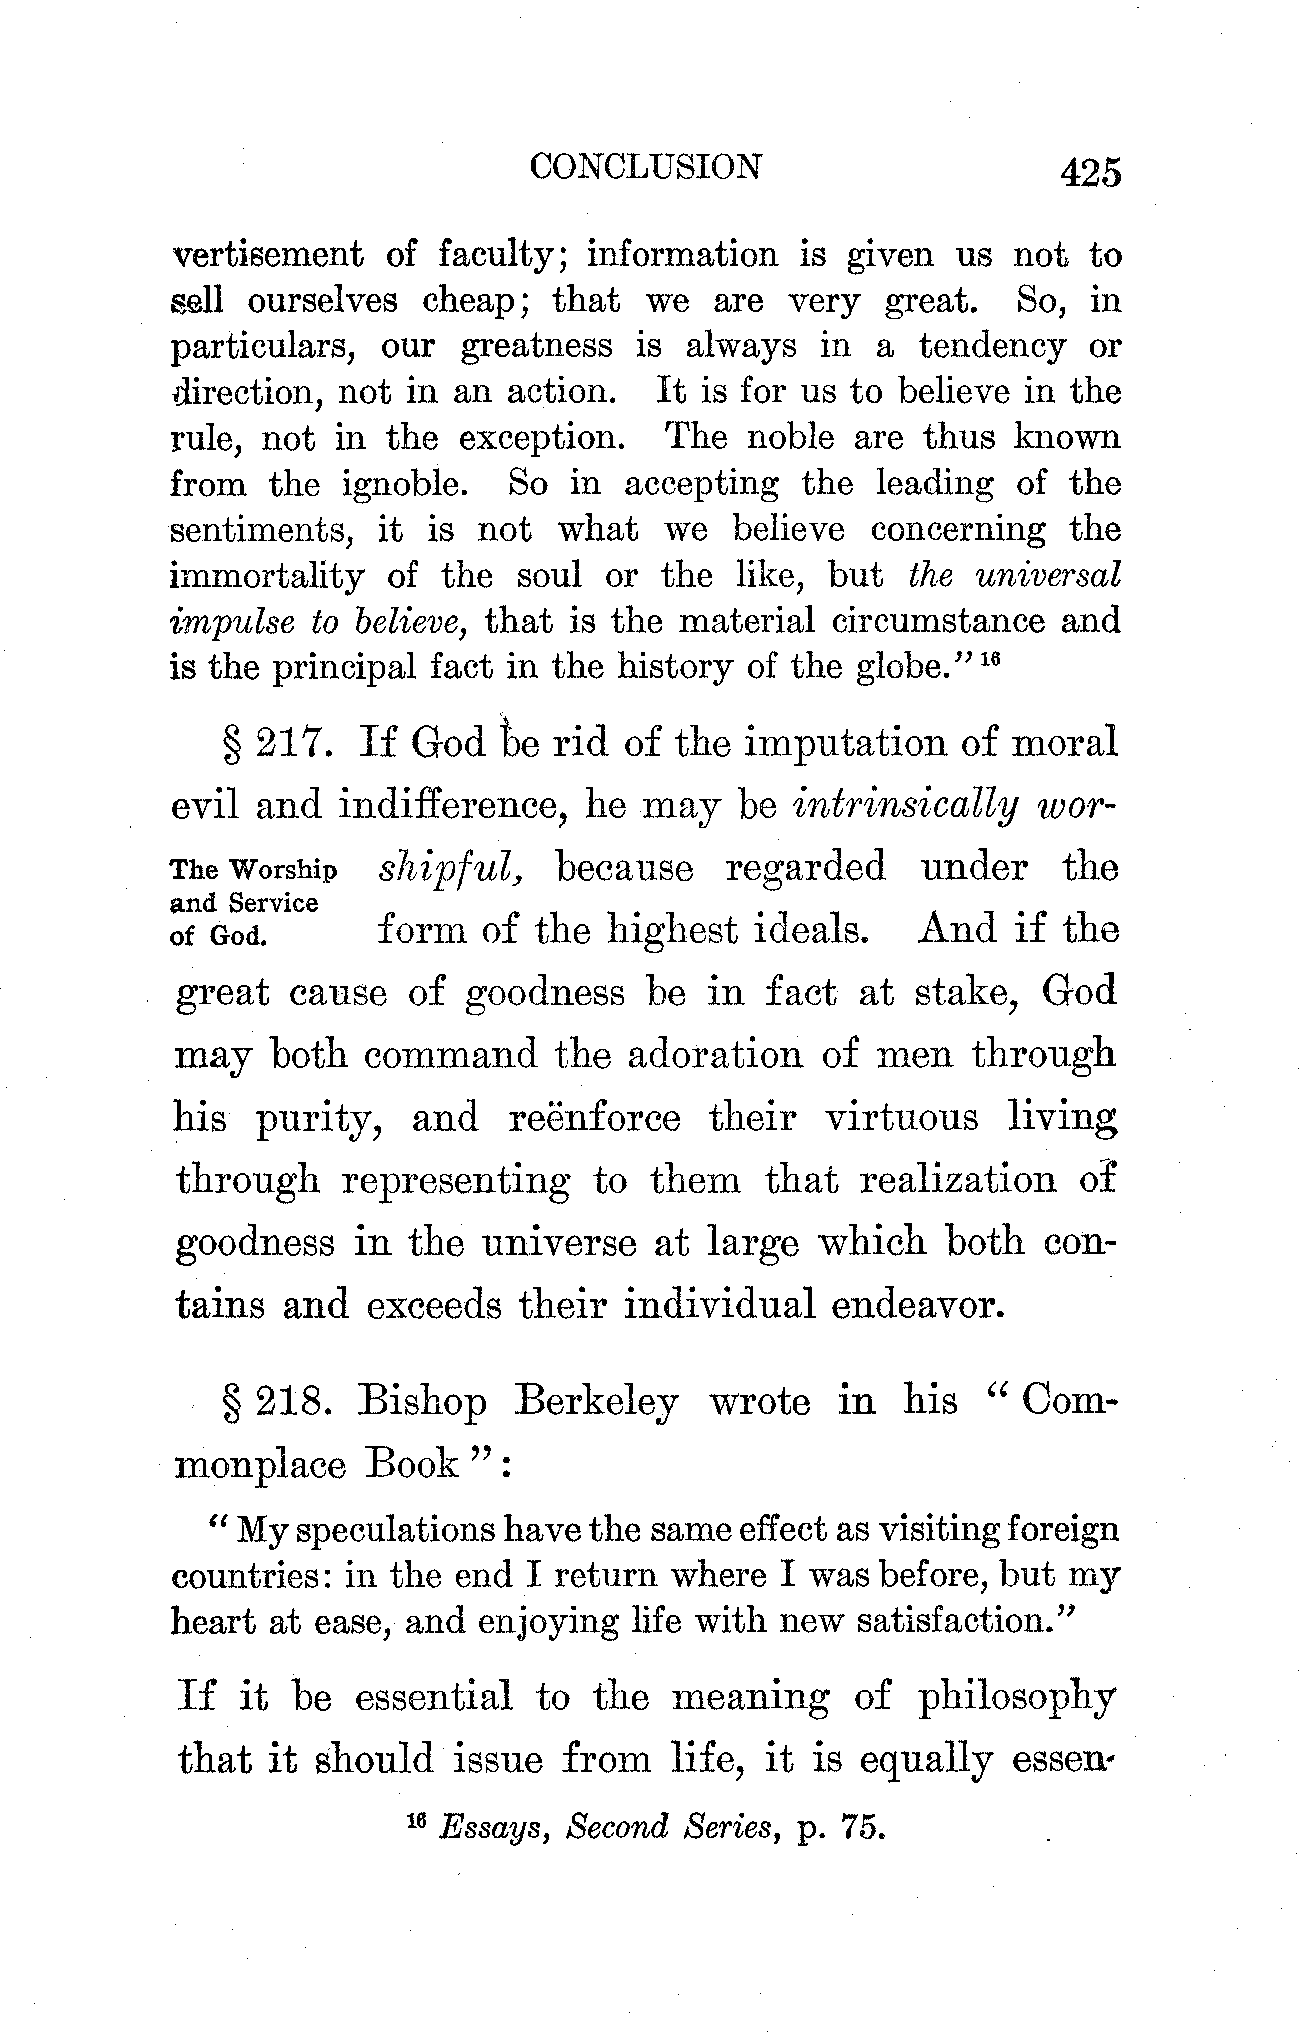 CONCLUSION 425
vertisement of faculty; information is given us not to
sell ourselves cheap; that we are very great. So, in
particulars, our greatness is always in a tendency or
direction, not in an action. It is for us to believe in the
rule, not in the exception. The noble are thus known
from the ignoble. So in accepting the leading of the
sentiments, it is not what we believe concerning the
immortality of the soul or the like, but the universal
impulse to believe, that is the material circumstance and
is the principal fact in the history of the globe." 16
§ 217. If God be rid of the imputation of moral
evil and indifference, he may be intrinsically wor-
The Worship
and Service
of God.
shipful, because regarded under the
form of the highest ideals. And if the
great cause of goodness be in fact at stake, God
may both command the adoration of men through
his purity, and reënforce their virtuous living
through representing to them that realization of
goodness in the universe at large which both con-
tains and exceeds their individual endeavor.
§ 218. Bishop Berkeley wrote in his " Com-
monplace Book ":
" My speculations have the same effect as visiting foreign
countries: in the end I return where I was before, but my
heart at ease, and enjoying life with new satisfaction."
If it be essential to the meaning of philosophy
that it should issue from life, it is equally essen-
16 Essays, Second Series, p. 75.